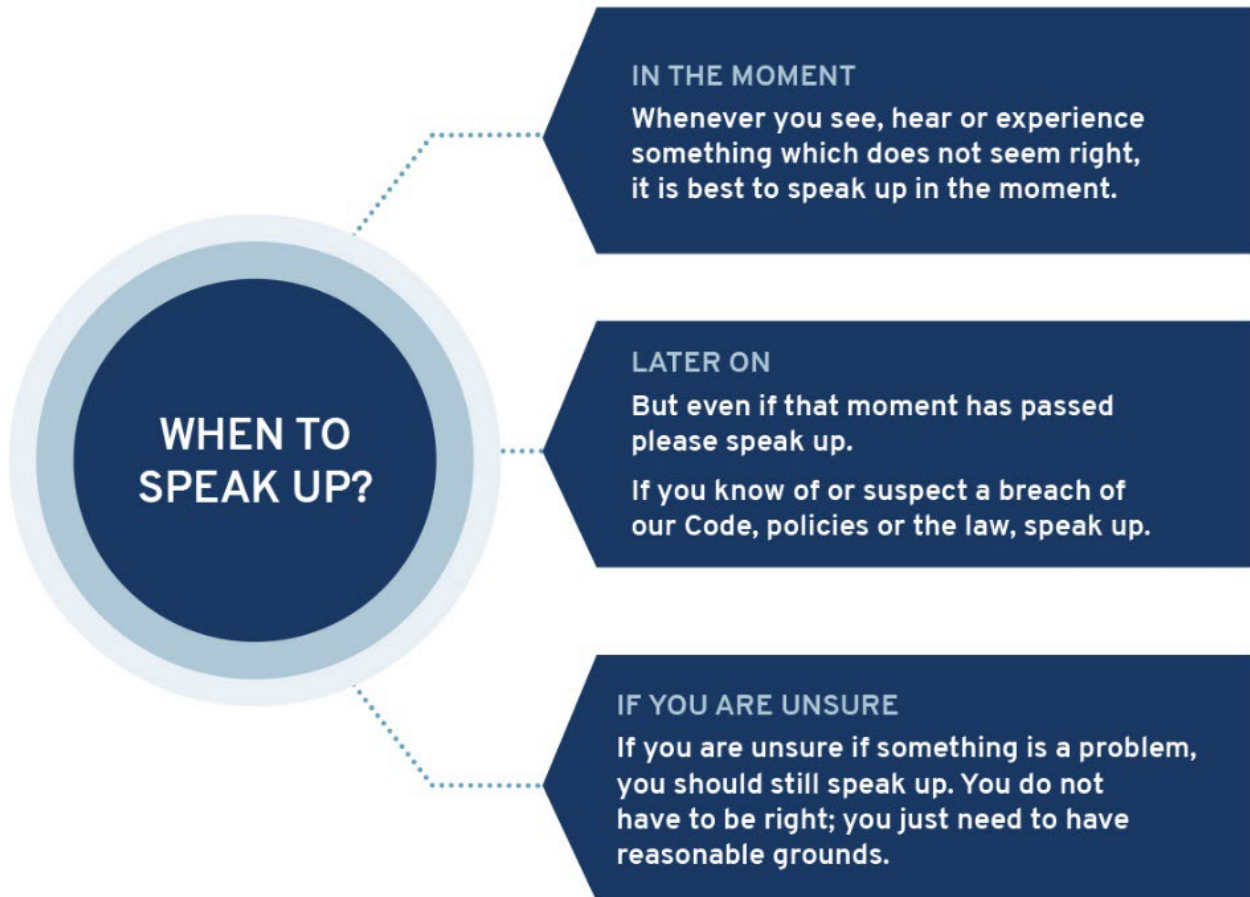 WHEN TO
SPEAK UP?
IN THE MOMENT
Whenever you see, hear or experience
something which does not seem right,
it is best to speak up in the moment.
LATER ON
But even if that moment has passed
please speak up.
If you know of or suspect a breach of
our Code, policies or the law, speak up.
IF YOU ARE UNSURE
If you are unsure if something is a problem,
you should still speak up. You do not
have to be right; you just need to have
reasonable grounds.